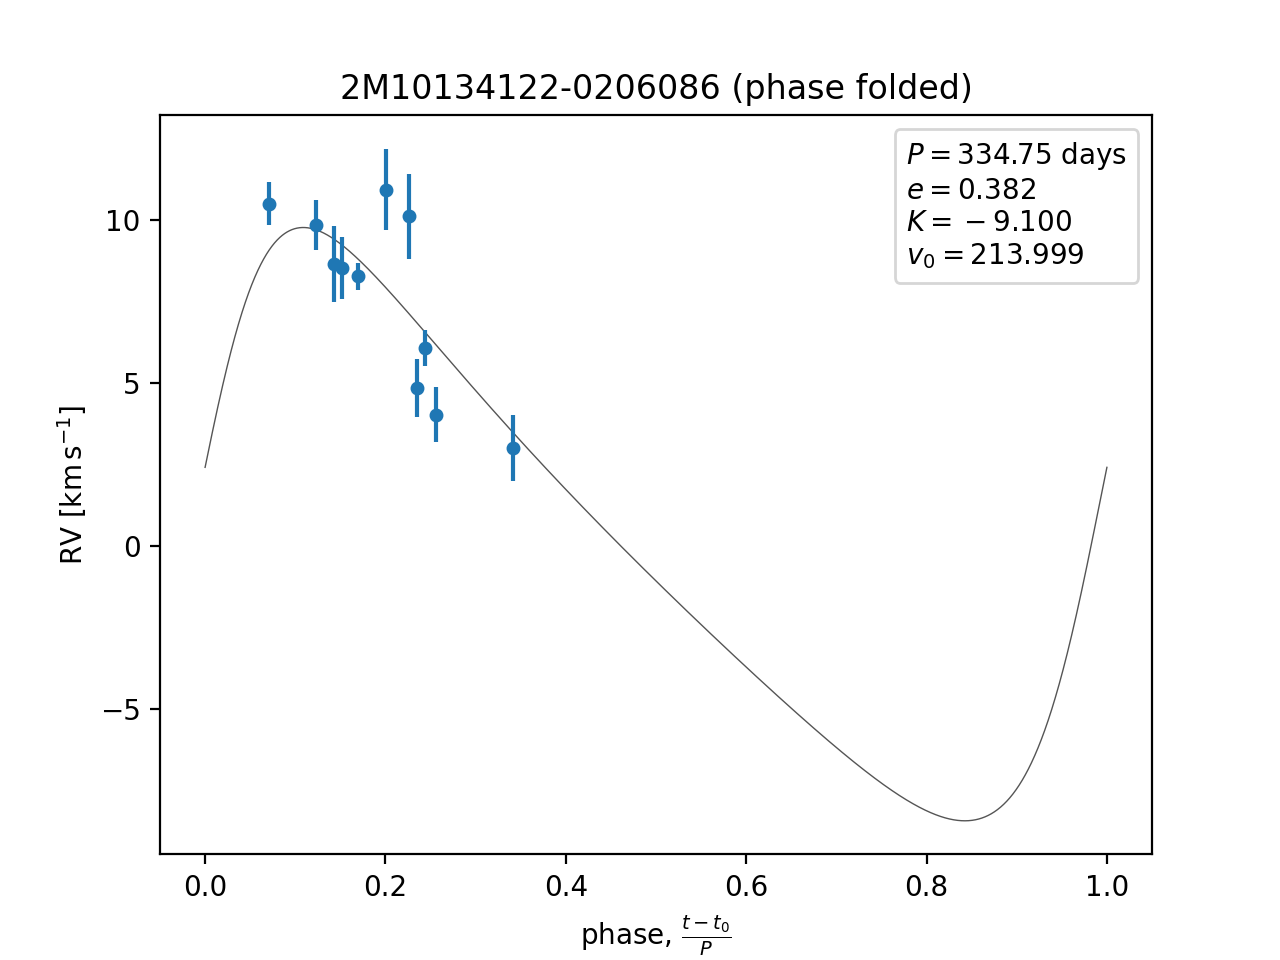 2M10134122-0206086 (phase folded)
P = 334.75 days
e = 0.382
K = − 9.100
v₀ = 213.999
RV [km s⁻¹]
10
5
0
−5
0.0 0.2 0.4 0.6 0.8 1.0
phase, (t − t₀)/P